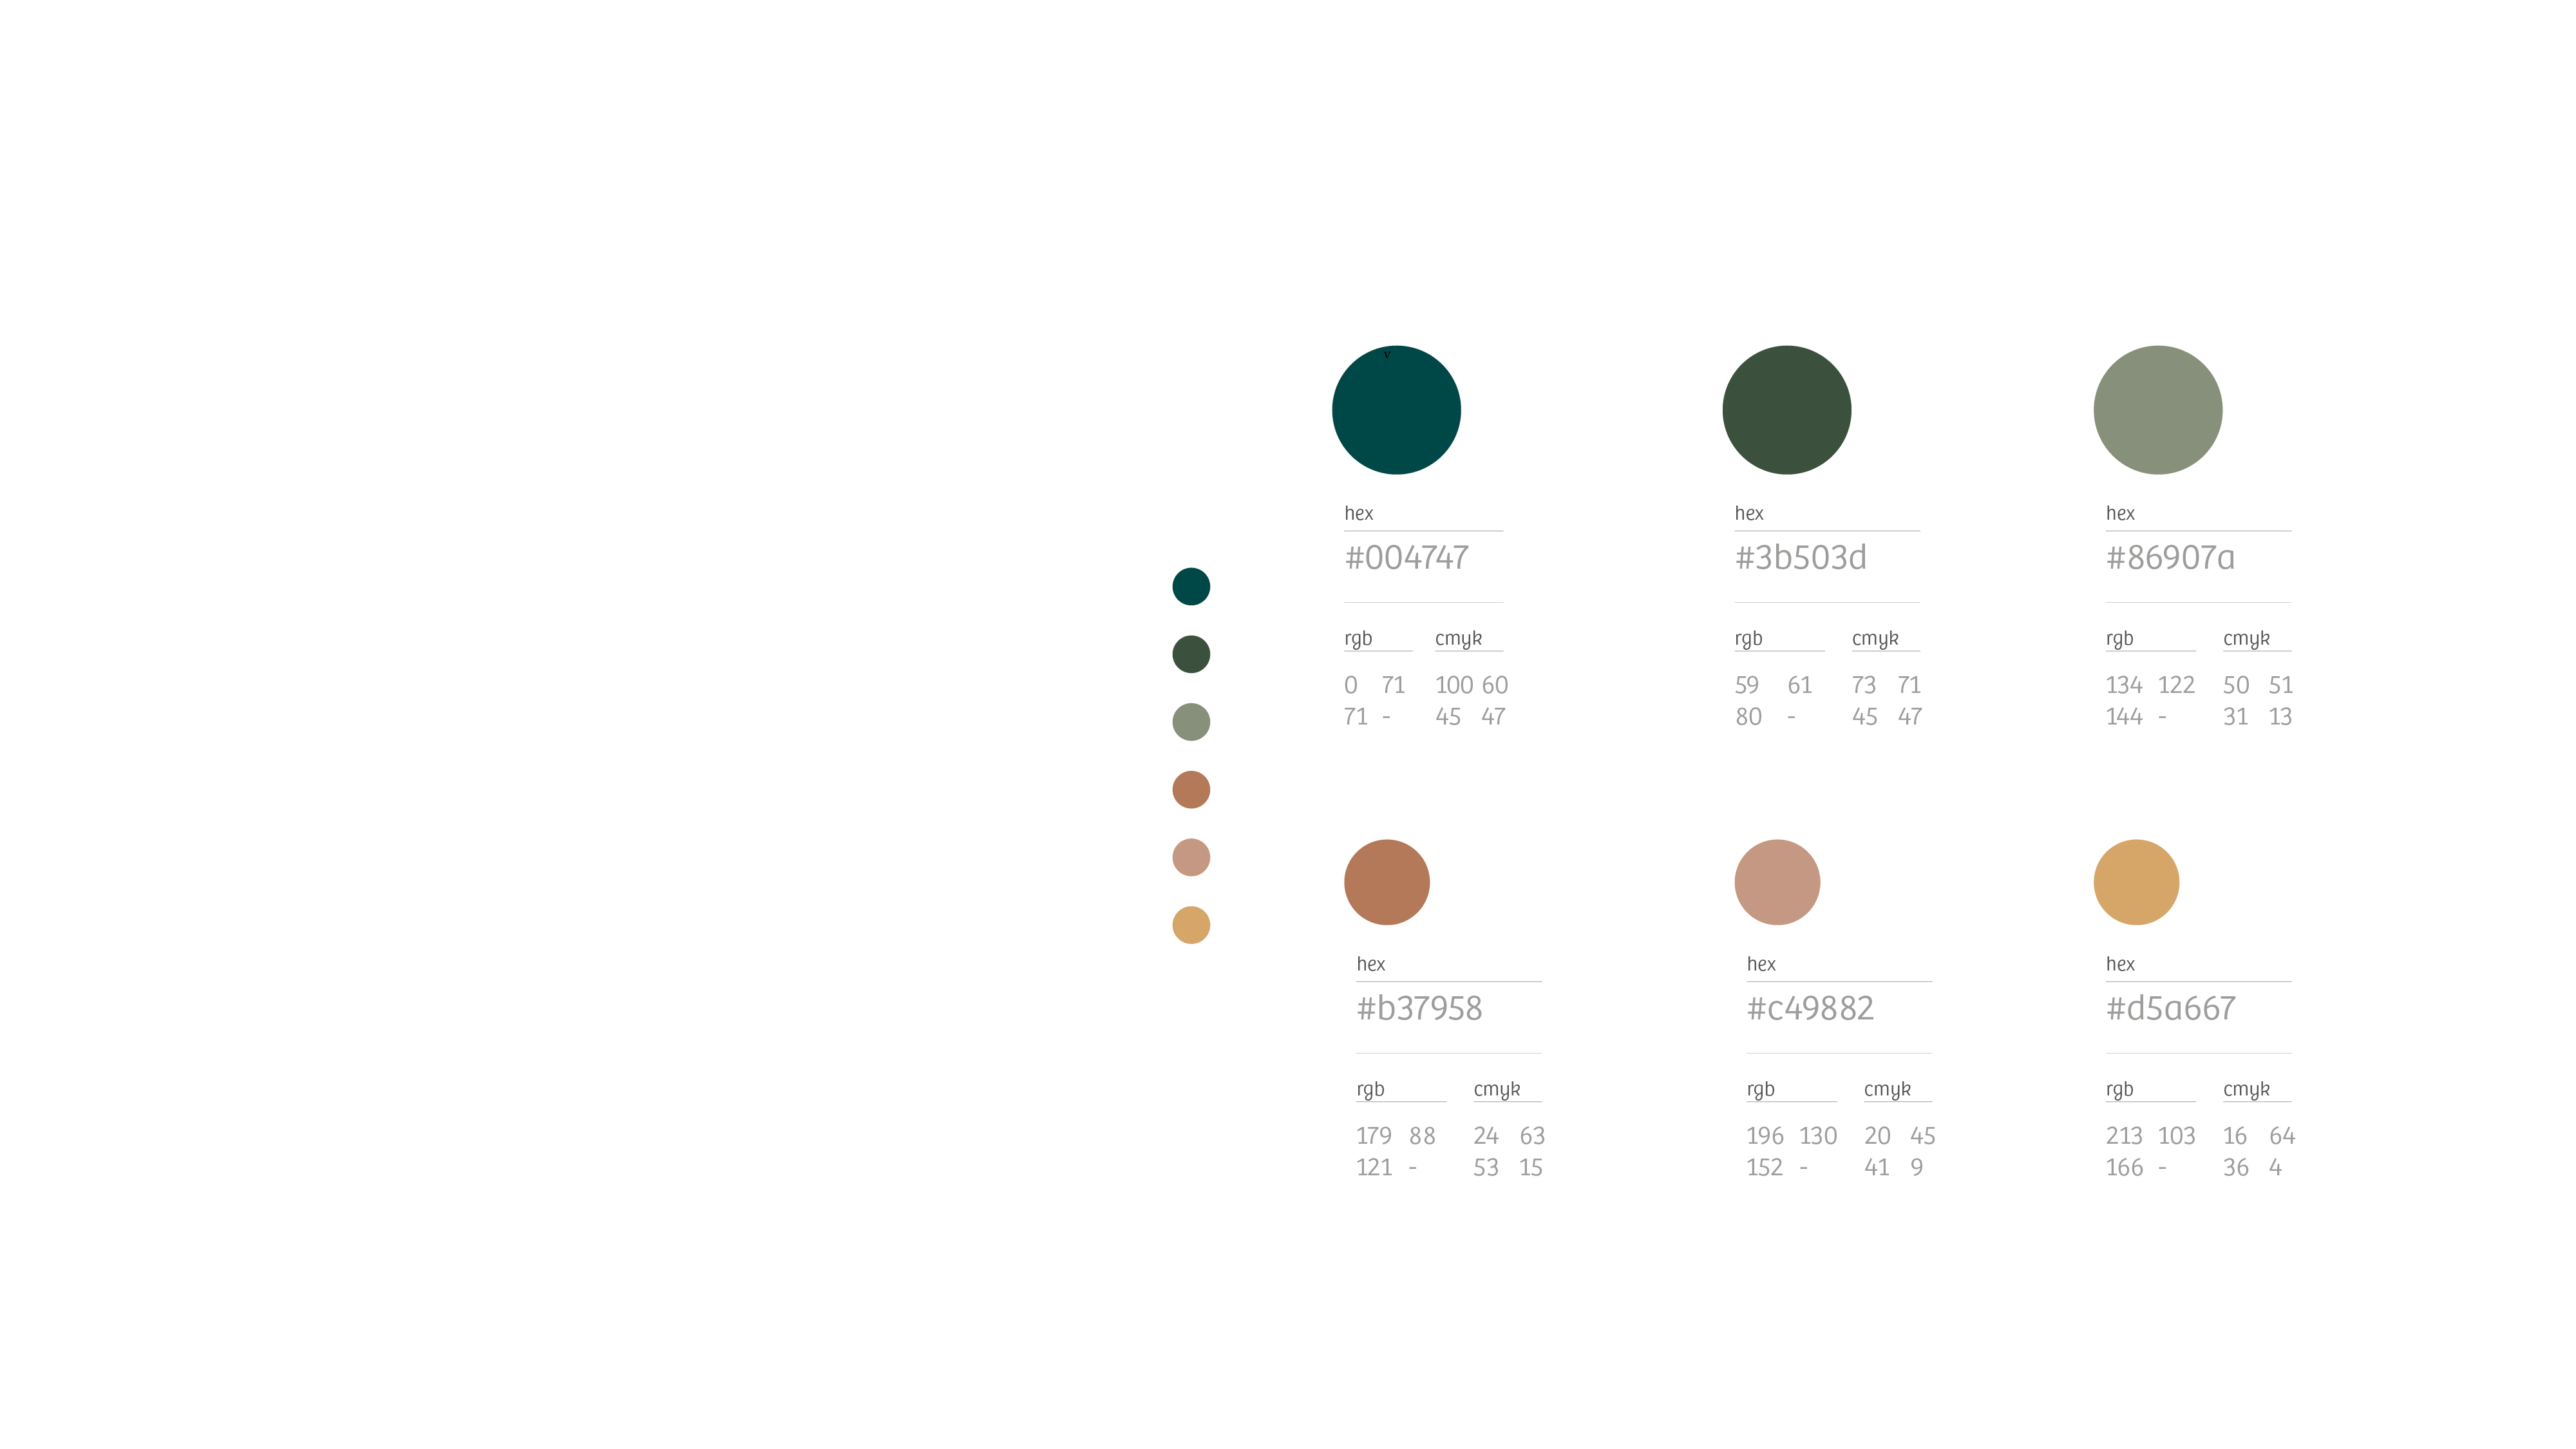 v
hex
#004747
rgb cmyk
0 71 100 60
71 - 45 47
hex
#3b503d
rgb cmyk
59 61 73 71
80 - 45 47
hex
#86907a
rgb cmyk
134 122 50 51
144 - 31 13
hex
#b37958
rgb cmyk
179 88 24 63
121 - 53 15
hex
#c49882
rgb cmyk
196 130 20 45
152 - 41 9
hex
#d5a667
rgb cmyk
213 103 16 64
166 - 36 4